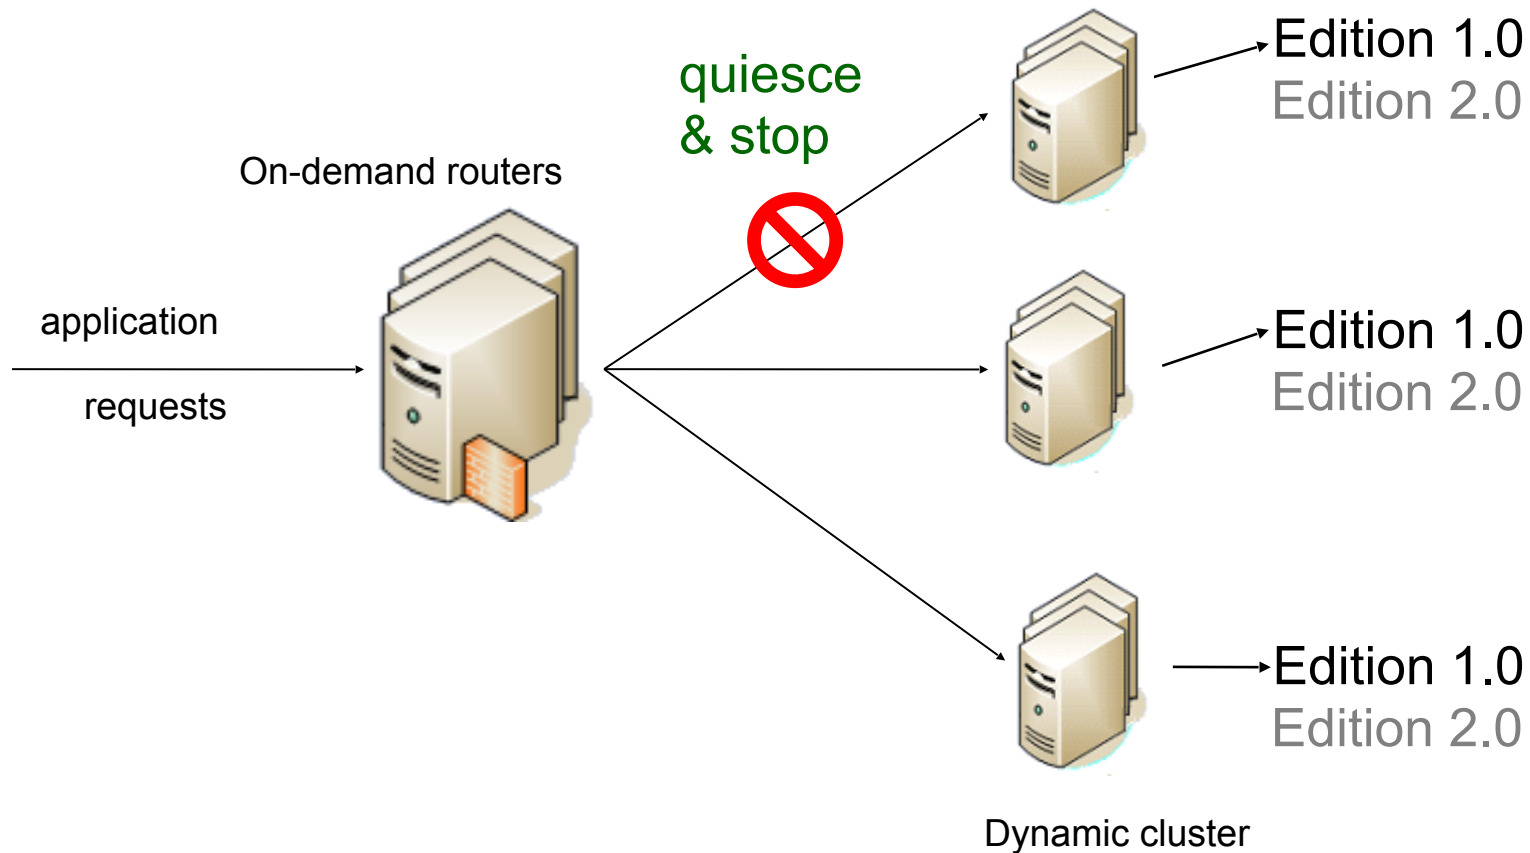 quiesce
& stop
On-demand routers
application
requests
Edition 1.0
Edition 2.0
Edition 1.0
Edition 2.0
Edition 1.0
Edition 2.0
Dynamic cluster